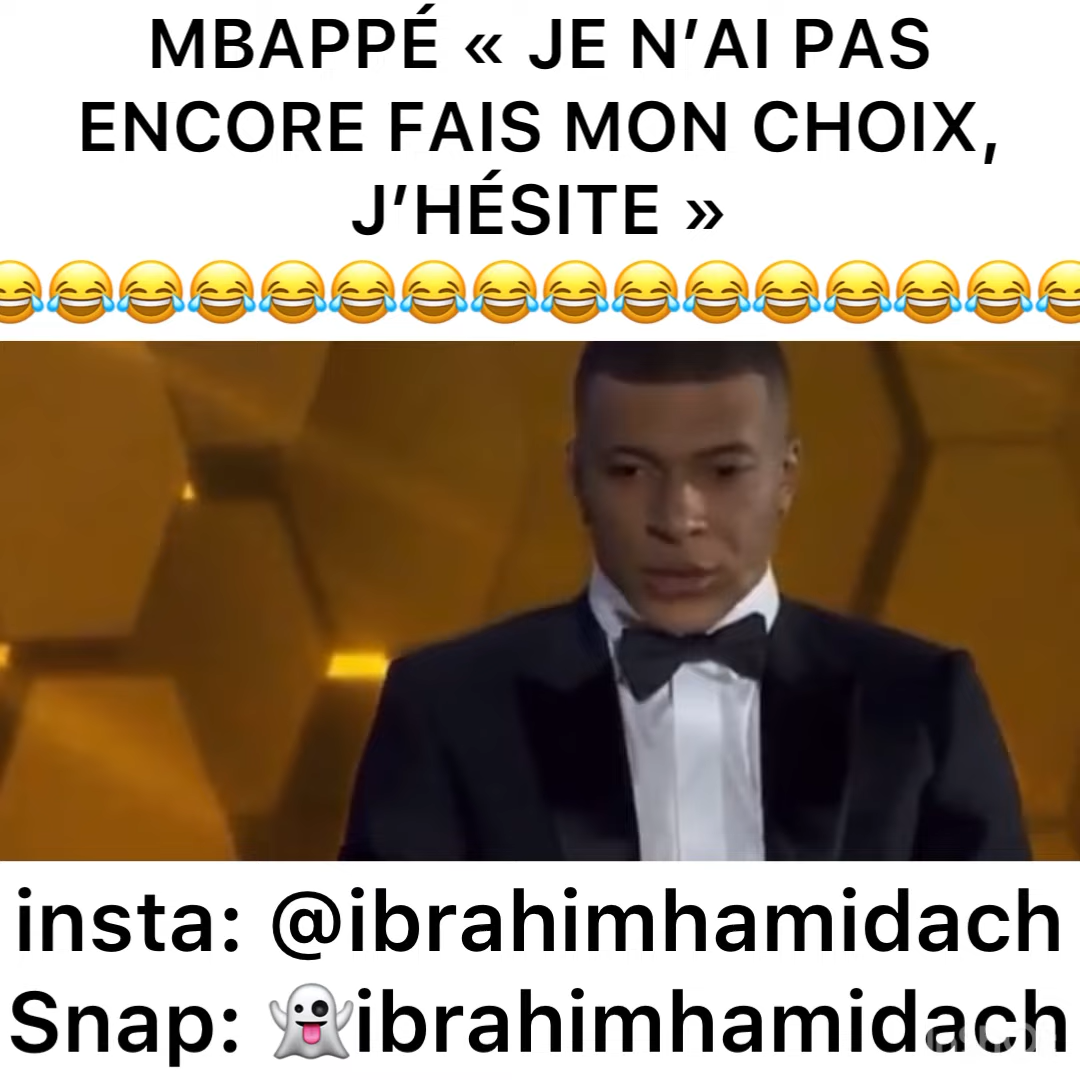 MBAPPÉ « JE N’AI PAS
ENCORE FAIS MON CHOIX,
J’HÉSITE »
😂😂😂😂😂😂😂😂😂😂😂😂😂😂😂😂
insta: @ibrahimhamidach
Snap: 👻ibrahimhamidach